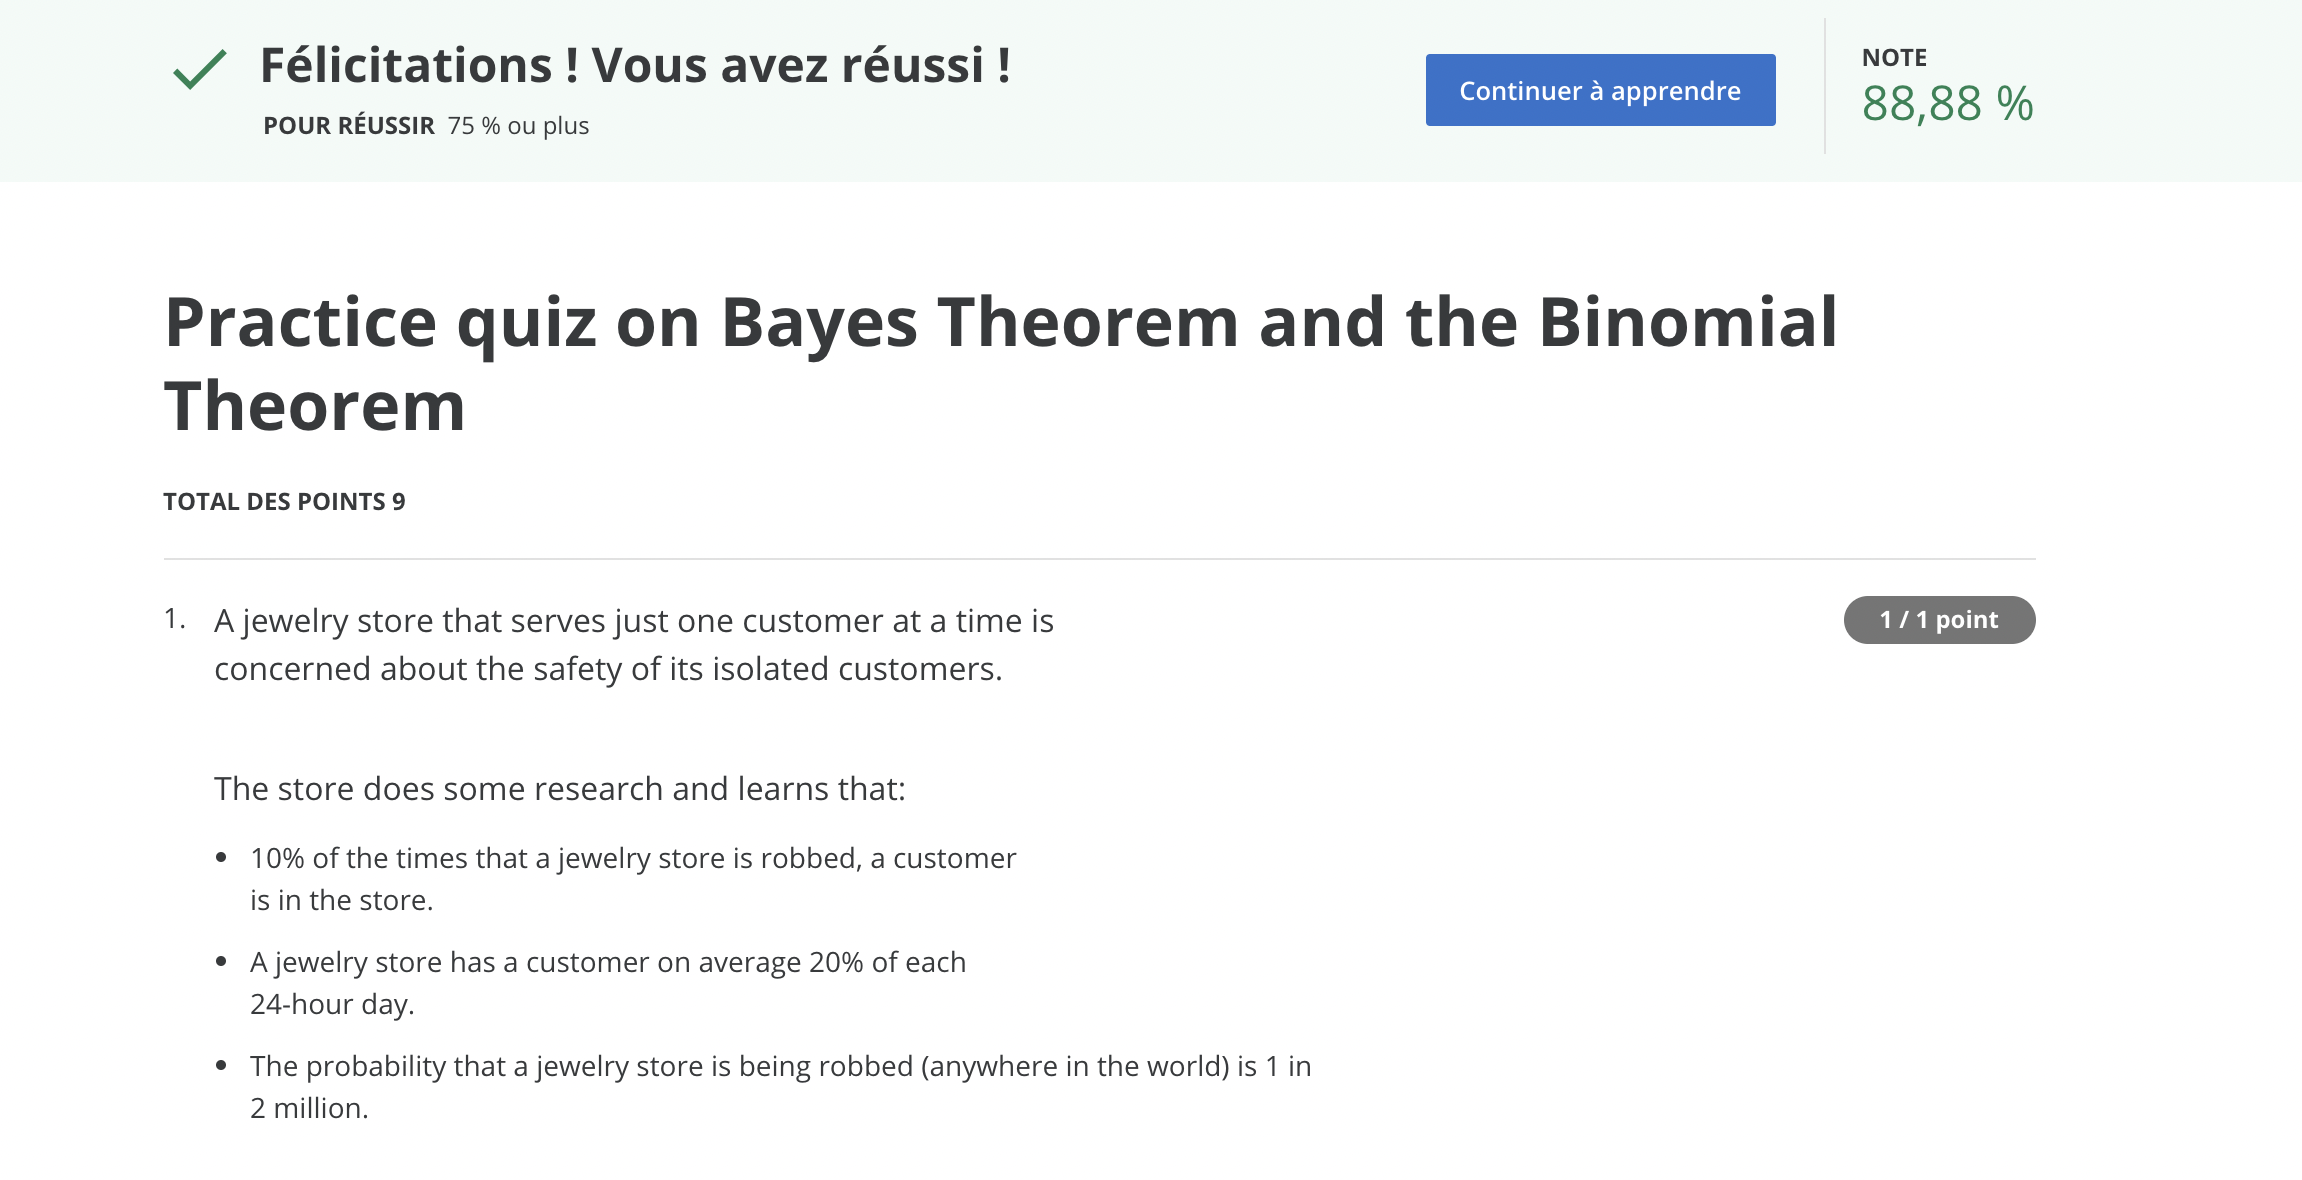 Félicitations ! Vous avez réussi !
POUR RÉUSSIR 75 % ou plus
Continuer à apprendre
NOTE
88,88 %
Practice quiz on Bayes Theorem and the Binomial
Theorem
TOTAL DES POINTS 9
1. A jewelry store that serves just one customer at a time is
concerned about the safety of its isolated customers.
1 / 1 point
The store does some research and learns that:
• 10% of the times that a jewelry store is robbed, a customer
is in the store.
• A jewelry store has a customer on average 20% of each
24-hour day.
• The probability that a jewelry store is being robbed (anywhere in the world) is 1 in
2 million.